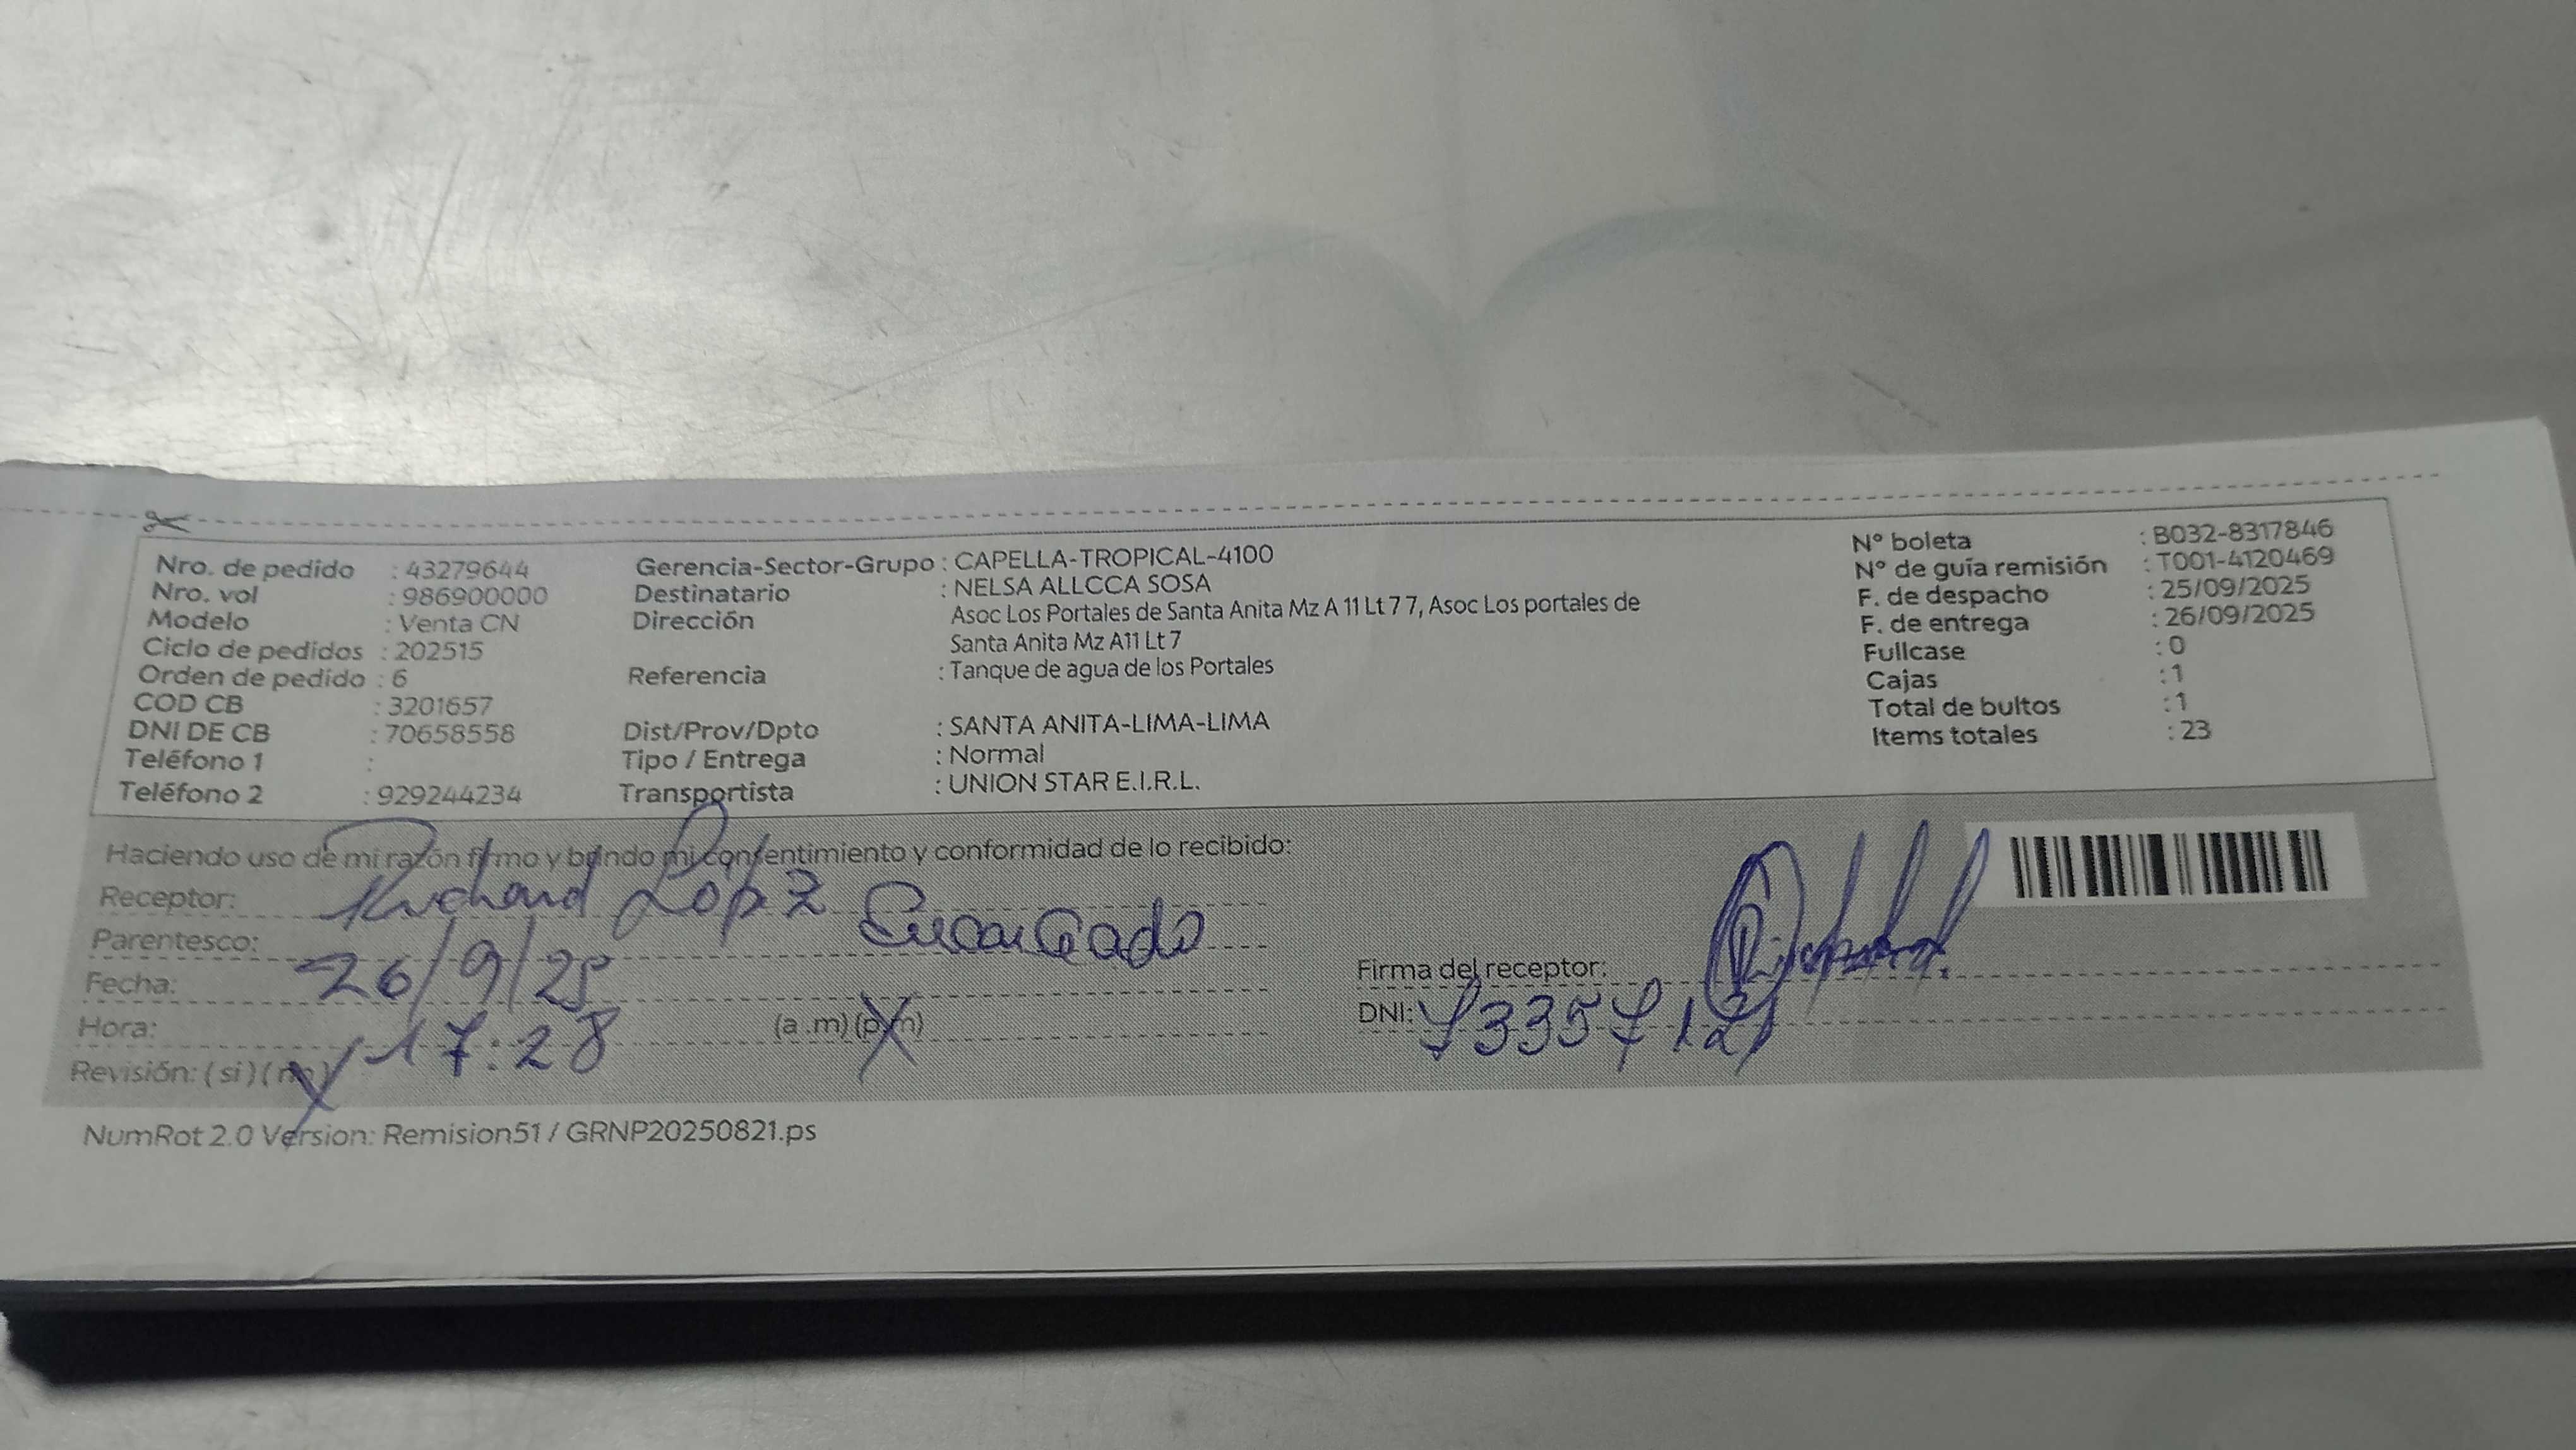 Nro. de pedido : 43279644
Nro. vol : 986900000
Modelo : Venta CN
Ciclo de pedidos : 202515
Orden de pedido : 6
COD CB : 3201657
DNI DE CB : 70658558
Teléfono 1 :
Teléfono 2 : 929244234
Gerencia-Sector-Grupo : CAPELLA-TROPICAL-4100
Destinatario : NELSA ALLCCA SOSA
Dirección Asoc Los Portales de Santa Anita Mz A 11 Lt 7 7, Asoc Los portales de
Santa Anita Mz A11 Lt 7
Referencia : Tanque de agua de los Portales
Dist/Prov/Dpto : SANTA ANITA-LIMA-LIMA
Tipo / Entrega : Normal
Transportista : UNION STAR E.I.R.L.
N° boleta : B032-8317846
N° de guía remisión : T001-4120469
F. de despacho : 25/09/2025
F. de entrega : 26/09/2025
Fullcase : 0
Cajas : 1
Total de bultos : 1
Items totales : 23
Haciendo uso de mi razón firmo y brindo mi consentimiento y conformidad de lo recibido:
Receptor: Richard Lopez
Parentesco: Encargado
Fecha: 26/9/25
Hora: 17:28 (a .m) (p.m)
Revisión: ( si ) ( no )
Firma del receptor: Richard
DNI:
NumRot 2.0 Version: Remision51 / GRNP20250821.ps